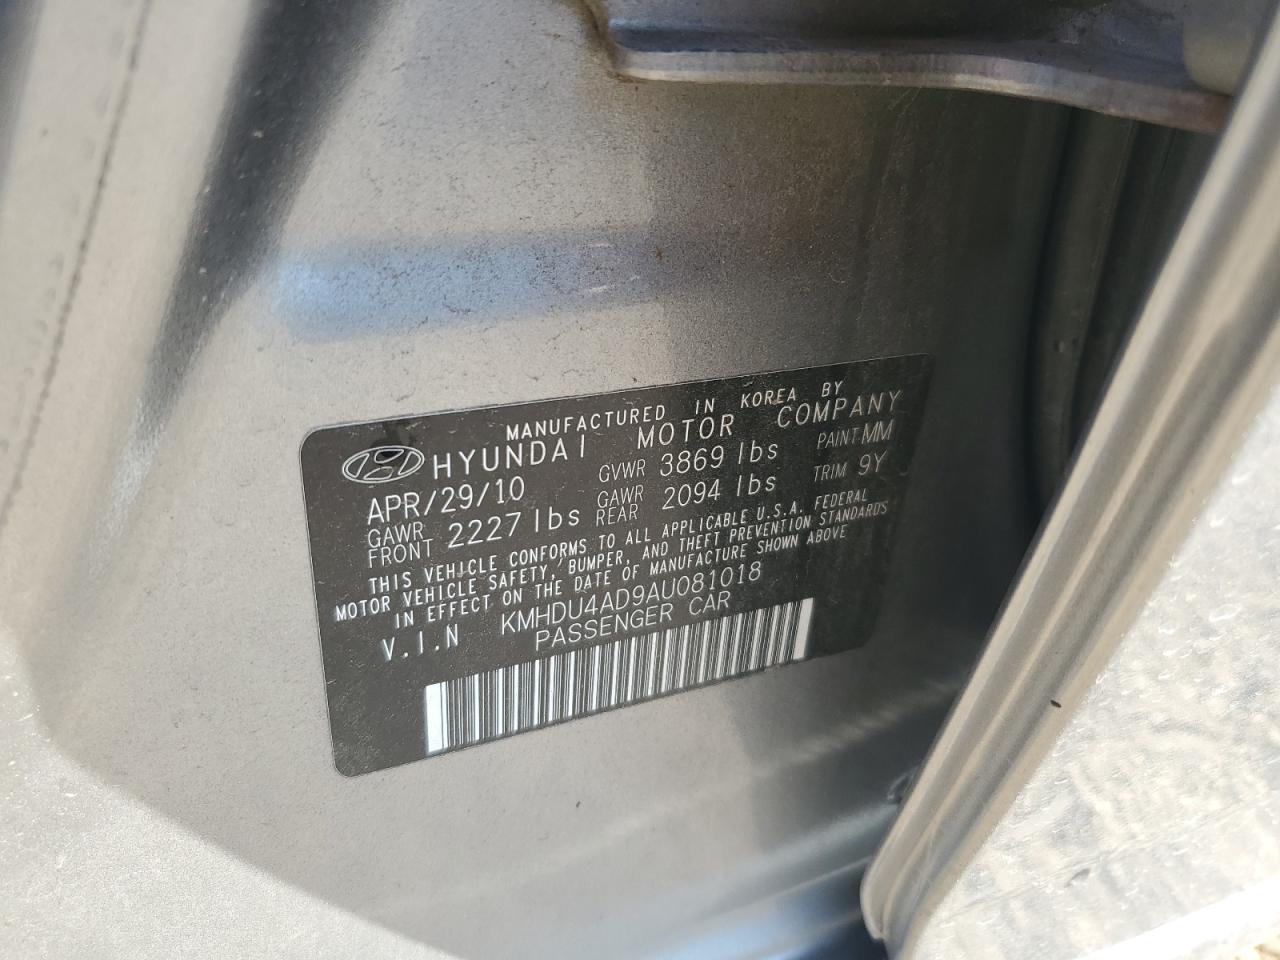 MANUFACTURED IN KOREA BY
HYUNDAI MOTOR COMPANY
APR/29/10 GVWR 3869 lbs PAINT MM
GAWR FRONT 2227 lbs GAWR REAR 2094 lbs TRIM 9Y
THIS VEHICLE CONFORMS TO ALL APPLICABLE U.S.A. FEDERAL
MOTOR VEHICLE SAFETY, BUMPER, AND THEFT PREVENTION STANDARDS
IN EFFECT ON THE DATE OF MANUFACTURE SHOWN ABOVE
V.I.N KMHDU4AD9AU081018
PASSENGER CAR